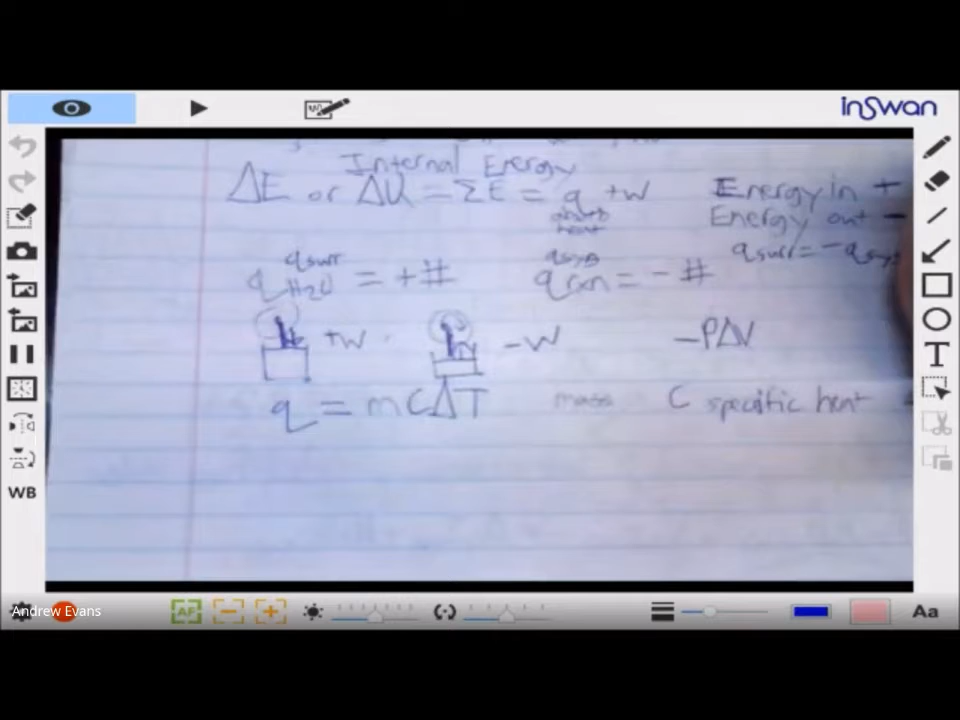 inSwan
Internal Energy
ΔE or ΔU = ΣE = q + w Energy in +
heat Energy out −
qsurr qsys qsurr = −qsys
qH2O = +# qrxn = −#
+w −w −PΔV
q = mCΔT mass C specific heat
WB
Andrew Evans
AF
Aa